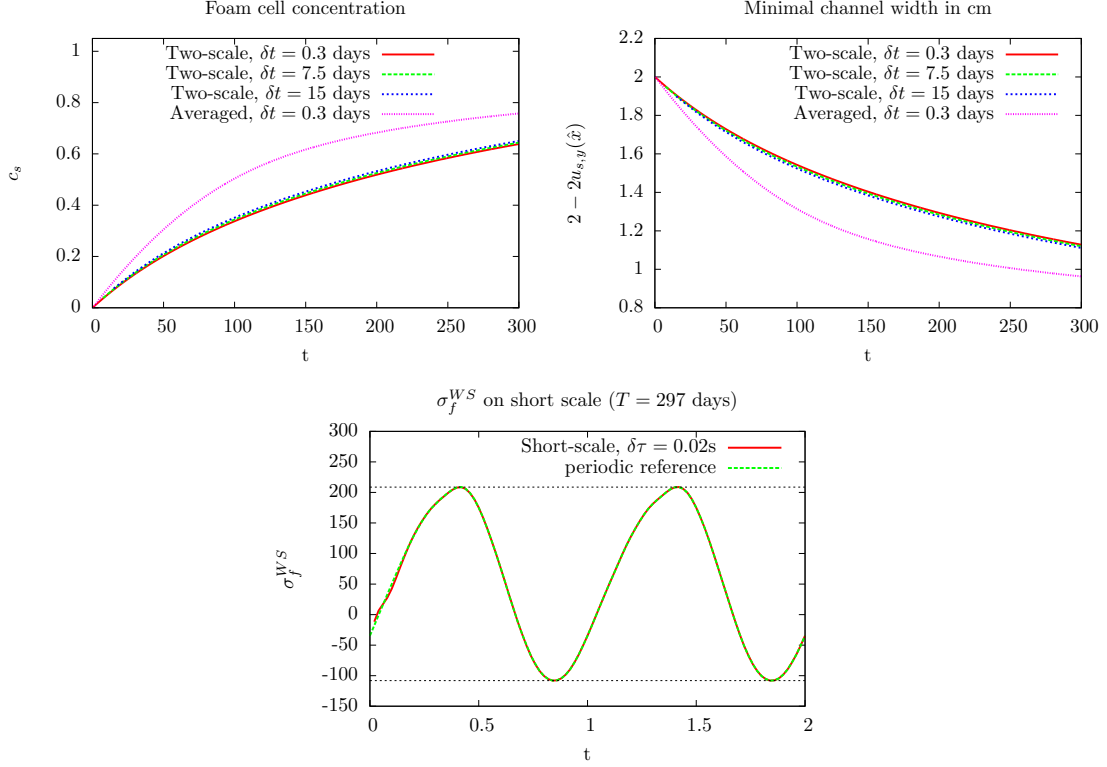 Foam cell concentration
1
0.8
0.6
0.4
0.2
0
0 50 100 150 200 250 300
c_s
t
Two-scale, δt = 0.3 days
Two-scale, δt = 7.5 days
Two-scale, δt = 15 days
Averaged, δt = 0.3 days
Minimal channel width in cm
2.2
2
1.8
1.6
1.4
1.2
1
0.8
0 50 100 150 200 250 300
2 − 2u_{s,y}(x̂)
t
Two-scale, δt = 0.3 days
Two-scale, δt = 7.5 days
Two-scale, δt = 15 days
Averaged, δt = 0.3 days
σ_f^{WS} on short scale (T = 297 days)
300
250
200
150
100
50
0
-50
-100
-150
0 0.5 1 1.5 2
σ_f^{WS}
t
Short-scale, δτ = 0.02s
periodic reference